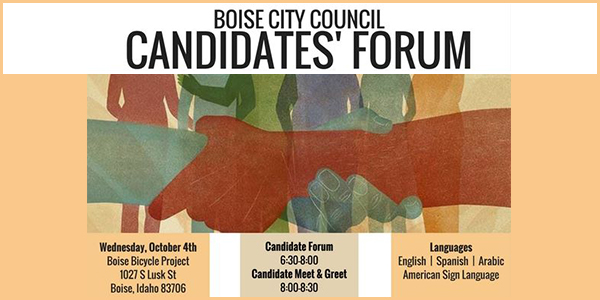 BOISE CITY COUNCIL
CANDIDATES' FORUM
Wednesday, October 4th
Boise Bicycle Project
1027 S Lusk St
Boise, Idaho 83706
Candidate Forum
6:30-8:00
Candidate Meet & Greet
8:00-8:30
Languages
English | Spanish | Arabic
American Sign Language